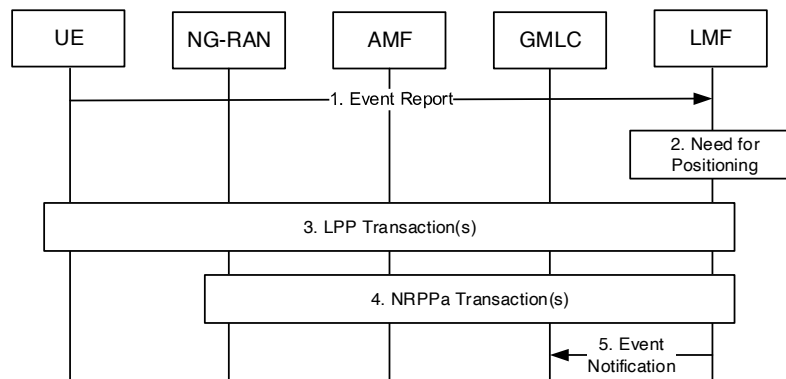 UE
NG-RAN
AMF
GMLC
LMF
1. Event Report
2. Need for
Positioning
3. LPP Transaction(s)
4. NRPPa Transaction(s)
5. Event
Notification